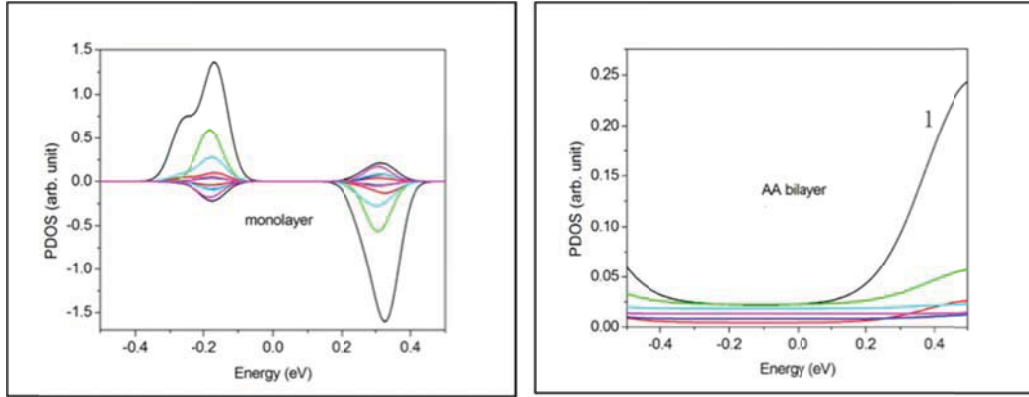 1.5
1.0
0.5
0.0
-0.5
-1.0
-1.5
PDOS (arb. unit)
monolayer
-0.4 -0.2 0.0 0.2 0.4
Energy (eV)
0.25
0.20
0.15
0.10
0.05
0.00
PDOS (arb. unit)
1
AA bilayer
-0.4 -0.2 0.0 0.2 0.4
Energy (eV)